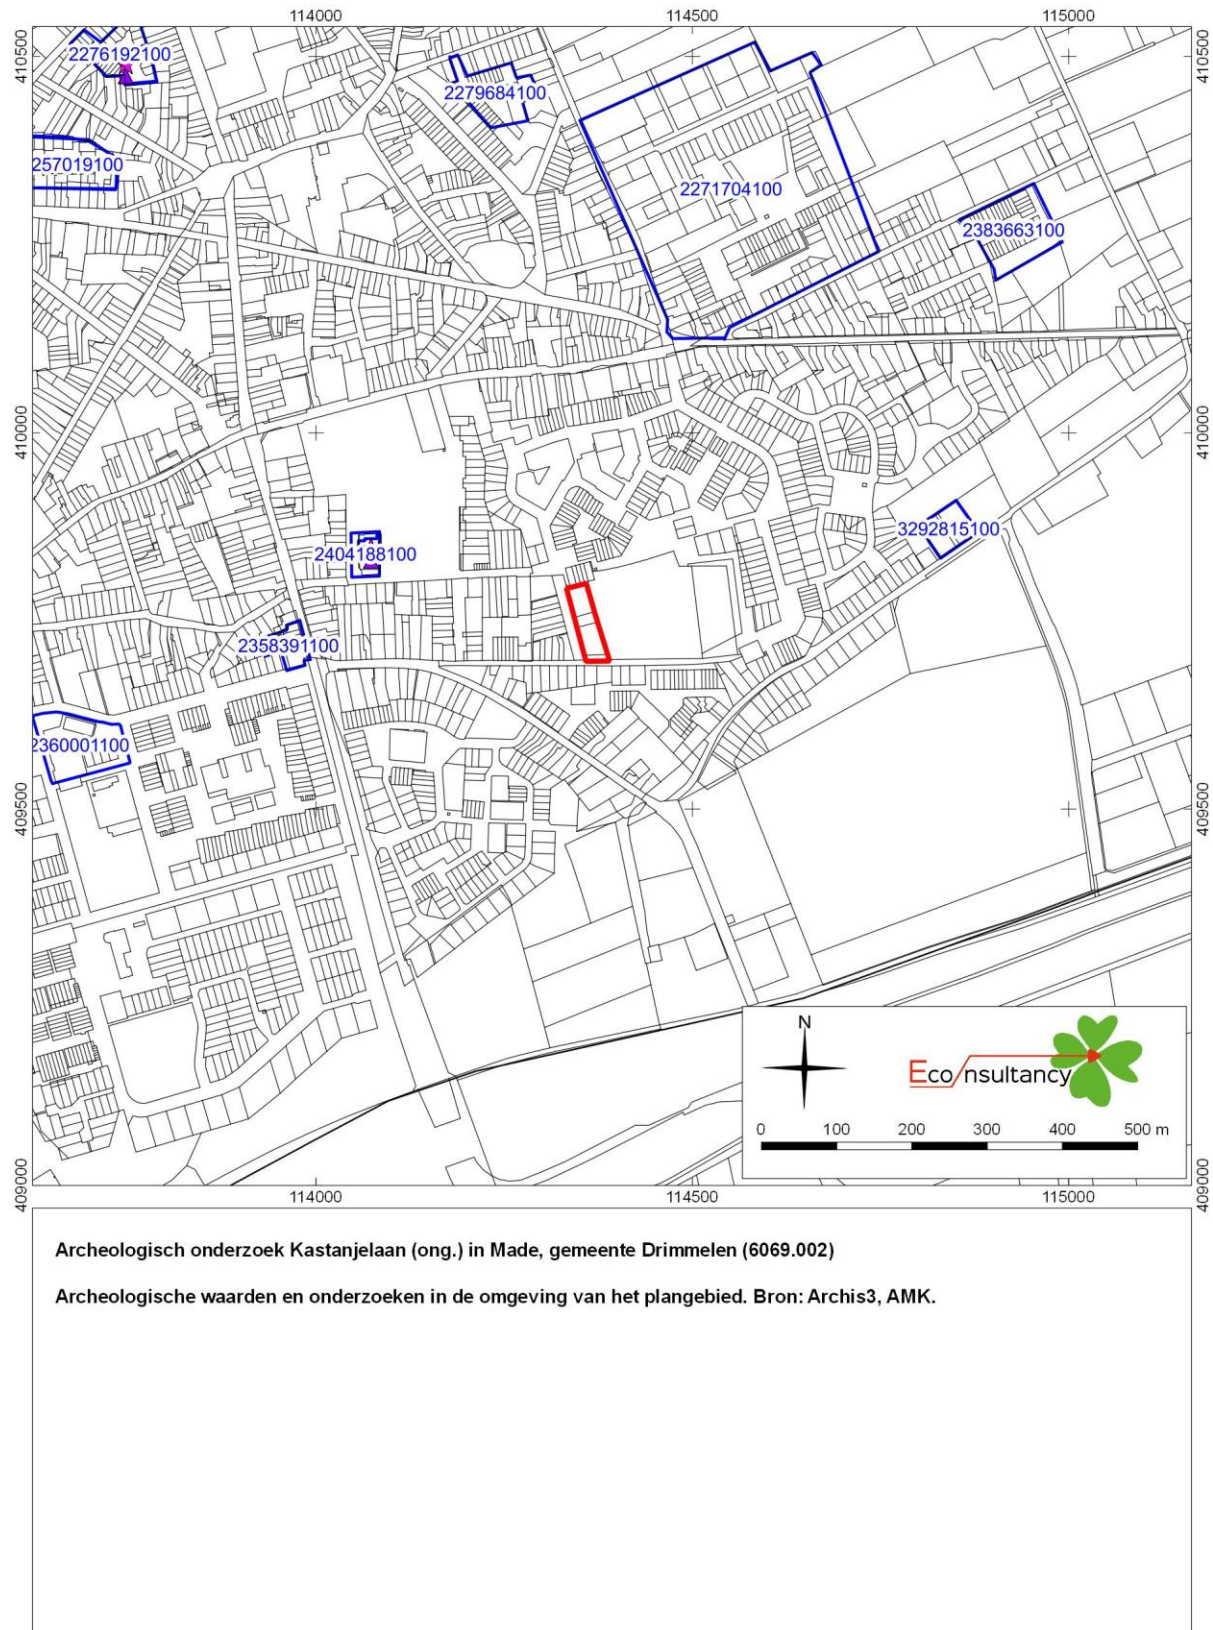 114000 114500 115000
410500 410500
2276192100
2279684100
257019100
2271704100
2383663100
410000 410000
2404188100
3292815100
2358391100
2360001100
409500 409500
N
Eco/nsultancy
0 100 200 300 400 500 m
409000 409000
114000 114500 115000
Archeologisch onderzoek Kastanjelaan (ong.) in Made, gemeente Drimmelen (6069.002)
Archeologische waarden en onderzoeken in de omgeving van het plangebied. Bron: Archis3, AMK.